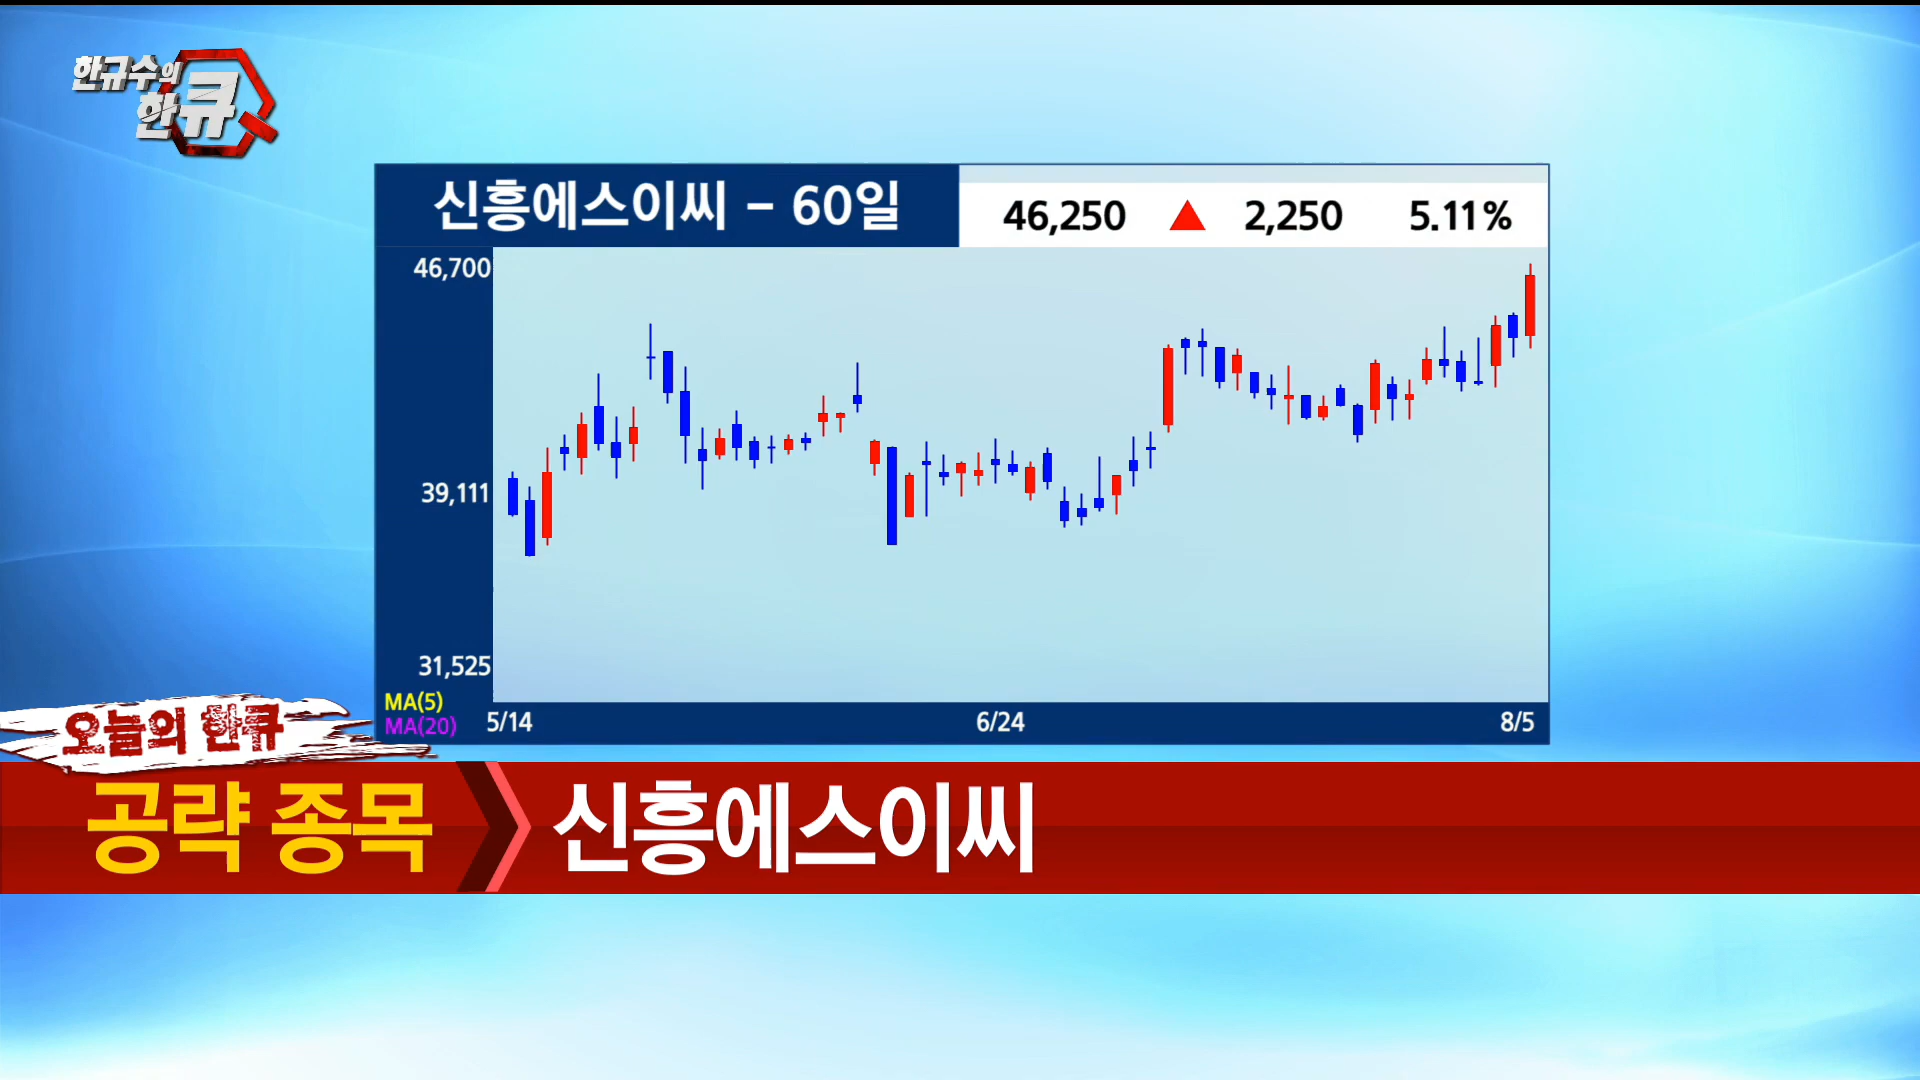 한규수의
한큐
신흥에스이씨 - 60일
46,250 ▲ 2,250 5.11%
46,700
39,111
31,525
MA(5)
MA(20)
5/14 6/24 8/5
오늘의 한큐
공략 종목
신흥에스이씨